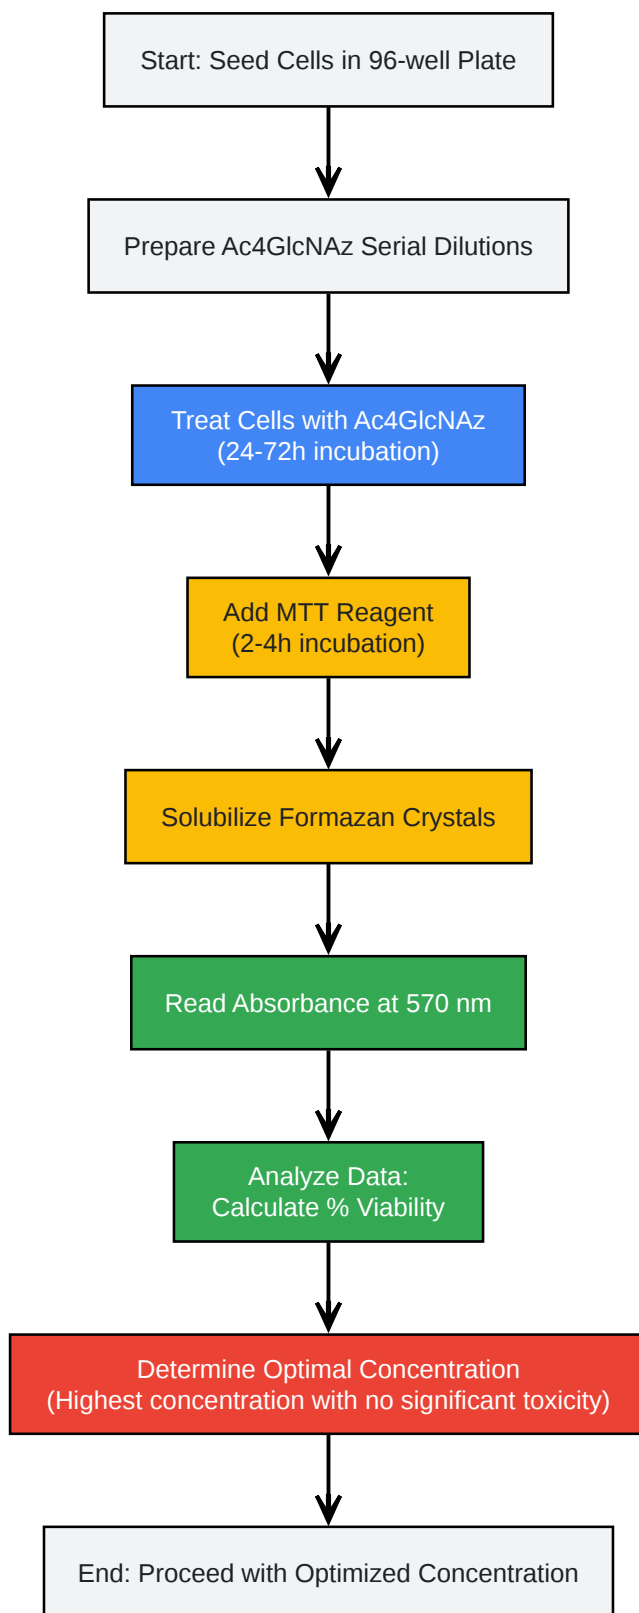 Start: Seed Cells in 96-well Plate
Prepare Ac4GlcNAz Serial Dilutions
Treat Cells with Ac4GlcNAz
(24-72h incubation)
Add MTT Reagent
(2-4h incubation)
Solubilize Formazan Crystals
Read Absorbance at 570 nm
Analyze Data:
Calculate % Viability
Determine Optimal Concentration
(Highest concentration with no significant toxicity)
End: Proceed with Optimized Concentration